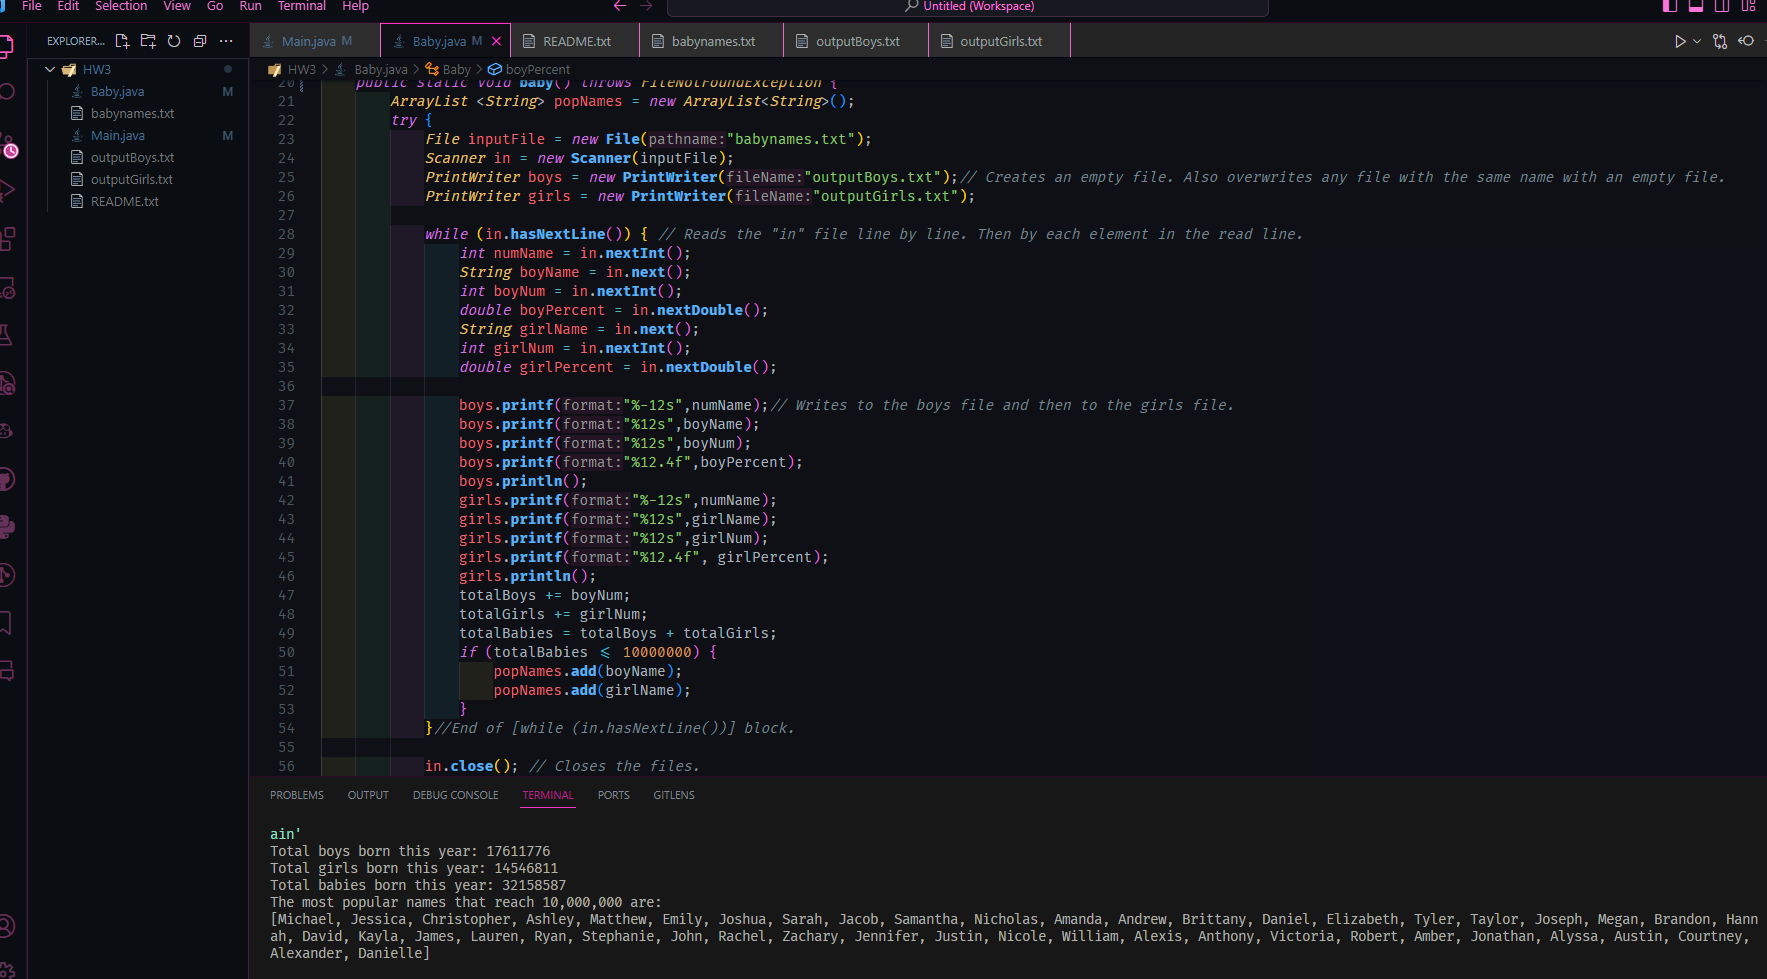 File Edit Selection View Go Run Terminal Help
Untitled (Workspace)
EXPLORER...
Main.java M
Baby.java M
README.txt
babynames.txt
outputBoys.txt
outputGirls.txt
HW3
Baby.java M
babynames.txt
Main.java M
outputBoys.txt
outputGirls.txt
README.txt
HW3 > Baby.java > Baby > boyPercent
20 public static void baby() throws FileNotFoundException {
21 ArrayList <String> popNames = new ArrayList<String>();
22 try {
23 File inputFile = new File(pathname:"babynames.txt");
24 Scanner in = new Scanner(inputFile);
25 PrintWriter boys = new PrintWriter(fileName:"outputBoys.txt");// Creates an empty file. Also overwrites any file with the same name with an empty file.
26 PrintWriter girls = new PrintWriter(fileName:"outputGirls.txt");
27
28 while (in.hasNextLine()) { // Reads the "in" file line by line. Then by each element in the read line.
29 int numName = in.nextInt();
30 String boyName = in.next();
31 int boyNum = in.nextInt();
32 double boyPercent = in.nextDouble();
33 String girlName = in.next();
34 int girlNum = in.nextInt();
35 double girlPercent = in.nextDouble();
36
37 boys.printf(format:"%-12s",numName);// Writes to the boys file and then to the girls file.
38 boys.printf(format:"%12s",boyName);
39 boys.printf(format:"%12s",boyNum);
40 boys.printf(format:"%12.4f",boyPercent);
41 boys.println();
42 girls.printf(format:"%-12s",numName);
43 girls.printf(format:"%12s",girlName);
44 girls.printf(format:"%12s",girlNum);
45 girls.printf(format:"%12.4f", girlPercent);
46 girls.println();
47 totalBoys += boyNum;
48 totalGirls += girlNum;
49 totalBabies = totalBoys + totalGirls;
50 if (totalBabies ⩽ 10000000) {
51 popNames.add(boyName);
52 popNames.add(girlName);
53 }
54 }//End of [while (in.hasNextLine())] block.
55
56 in.close(); // Closes the files.
PROBLEMS OUTPUT DEBUG CONSOLE TERMINAL PORTS GITLENS
ain'
Total boys born this year: 17611776
Total girls born this year: 14546811
Total babies born this year: 32158587
The most popular names that reach 10,000,000 are:
[Michael, Jessica, Christopher, Ashley, Matthew, Emily, Joshua, Sarah, Jacob, Samantha, Nicholas, Amanda, Andrew, Brittany, Daniel, Elizabeth, Tyler, Taylor, Joseph, Megan, Brandon, Hann
ah, David, Kayla, James, Lauren, Ryan, Stephanie, John, Rachel, Zachary, Jennifer, Justin, Nicole, William, Alexis, Anthony, Victoria, Robert, Amber, Jonathan, Alyssa, Austin, Courtney,
Alexander, Danielle]